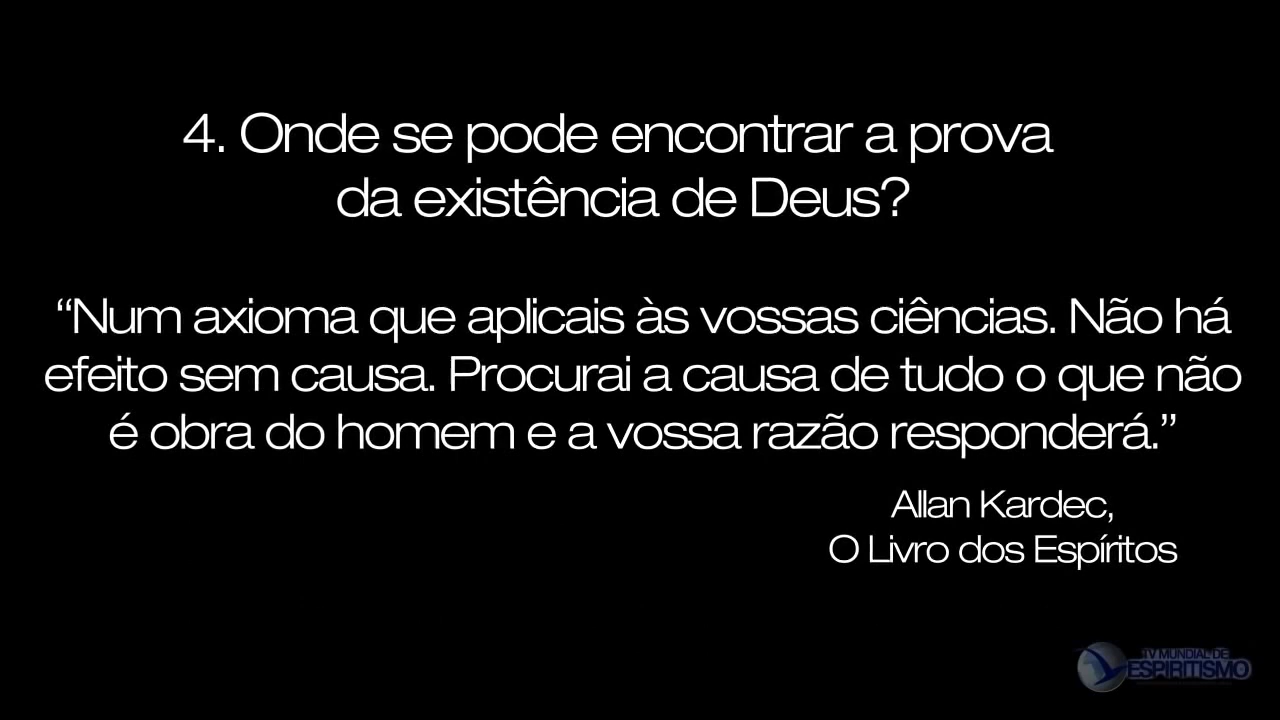 4. Onde se pode encontrar a prova
da existência de Deus?
“Num axioma que aplicais às vossas ciências. Não há
efeito sem causa. Procurai a causa de tudo o que não
é obra do homem e a vossa razão responderá.”
Allan Kardec,
O Livro dos Espíritos
TV MUNDIAL DE
ESPIRITISMO